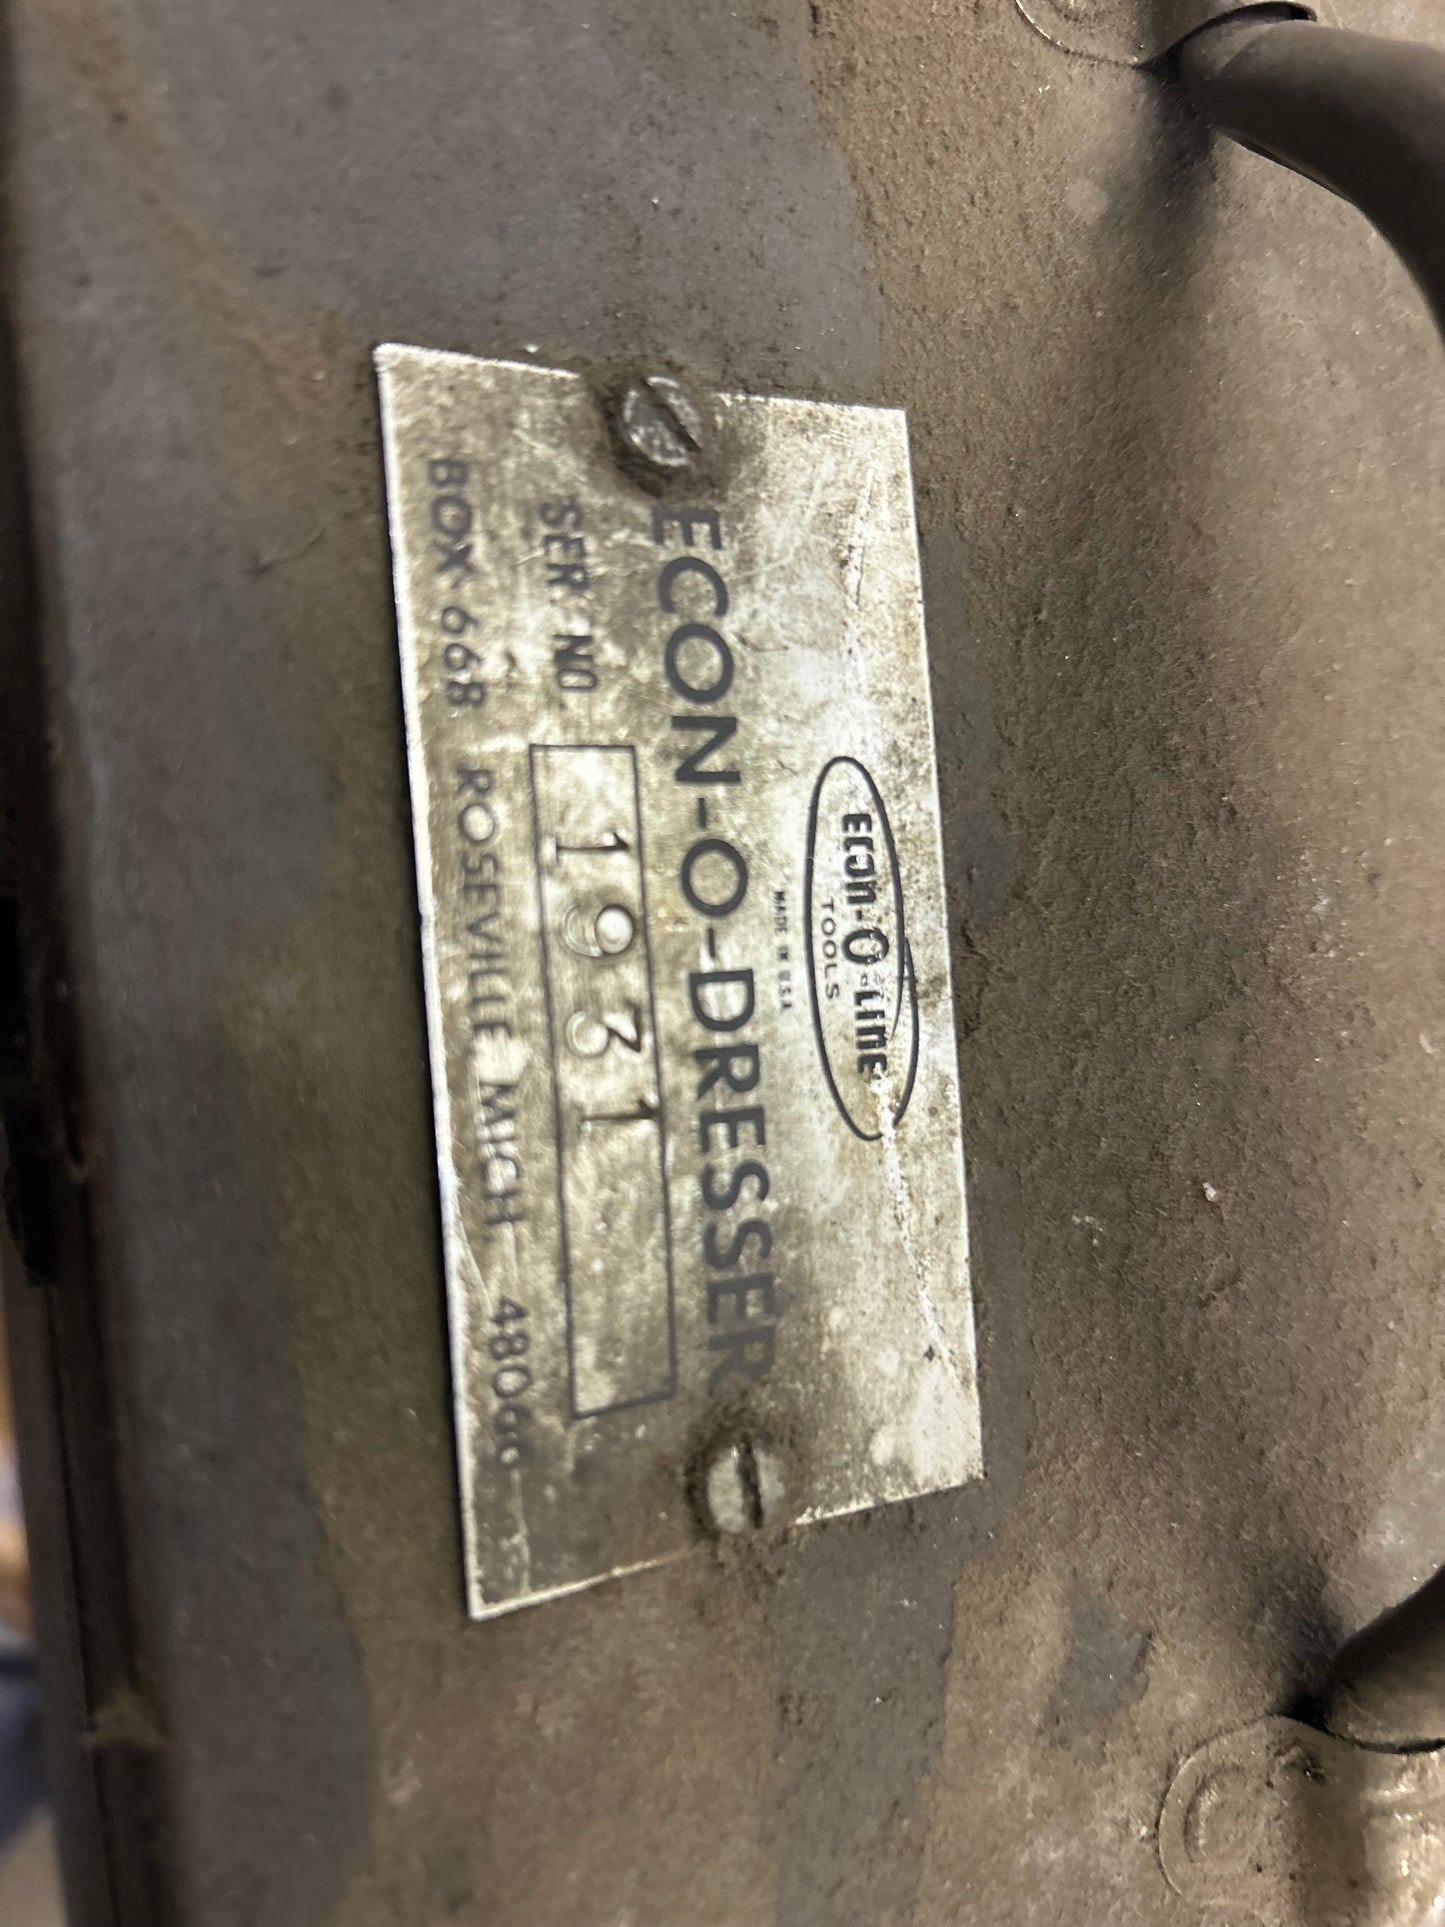 ECON-O-LINE
TOOLS
MADE IN U.S.A.
ECON-O-DRESSER
SER. NO 1931
BOX 668 ROSEVILLE, MICH 48066